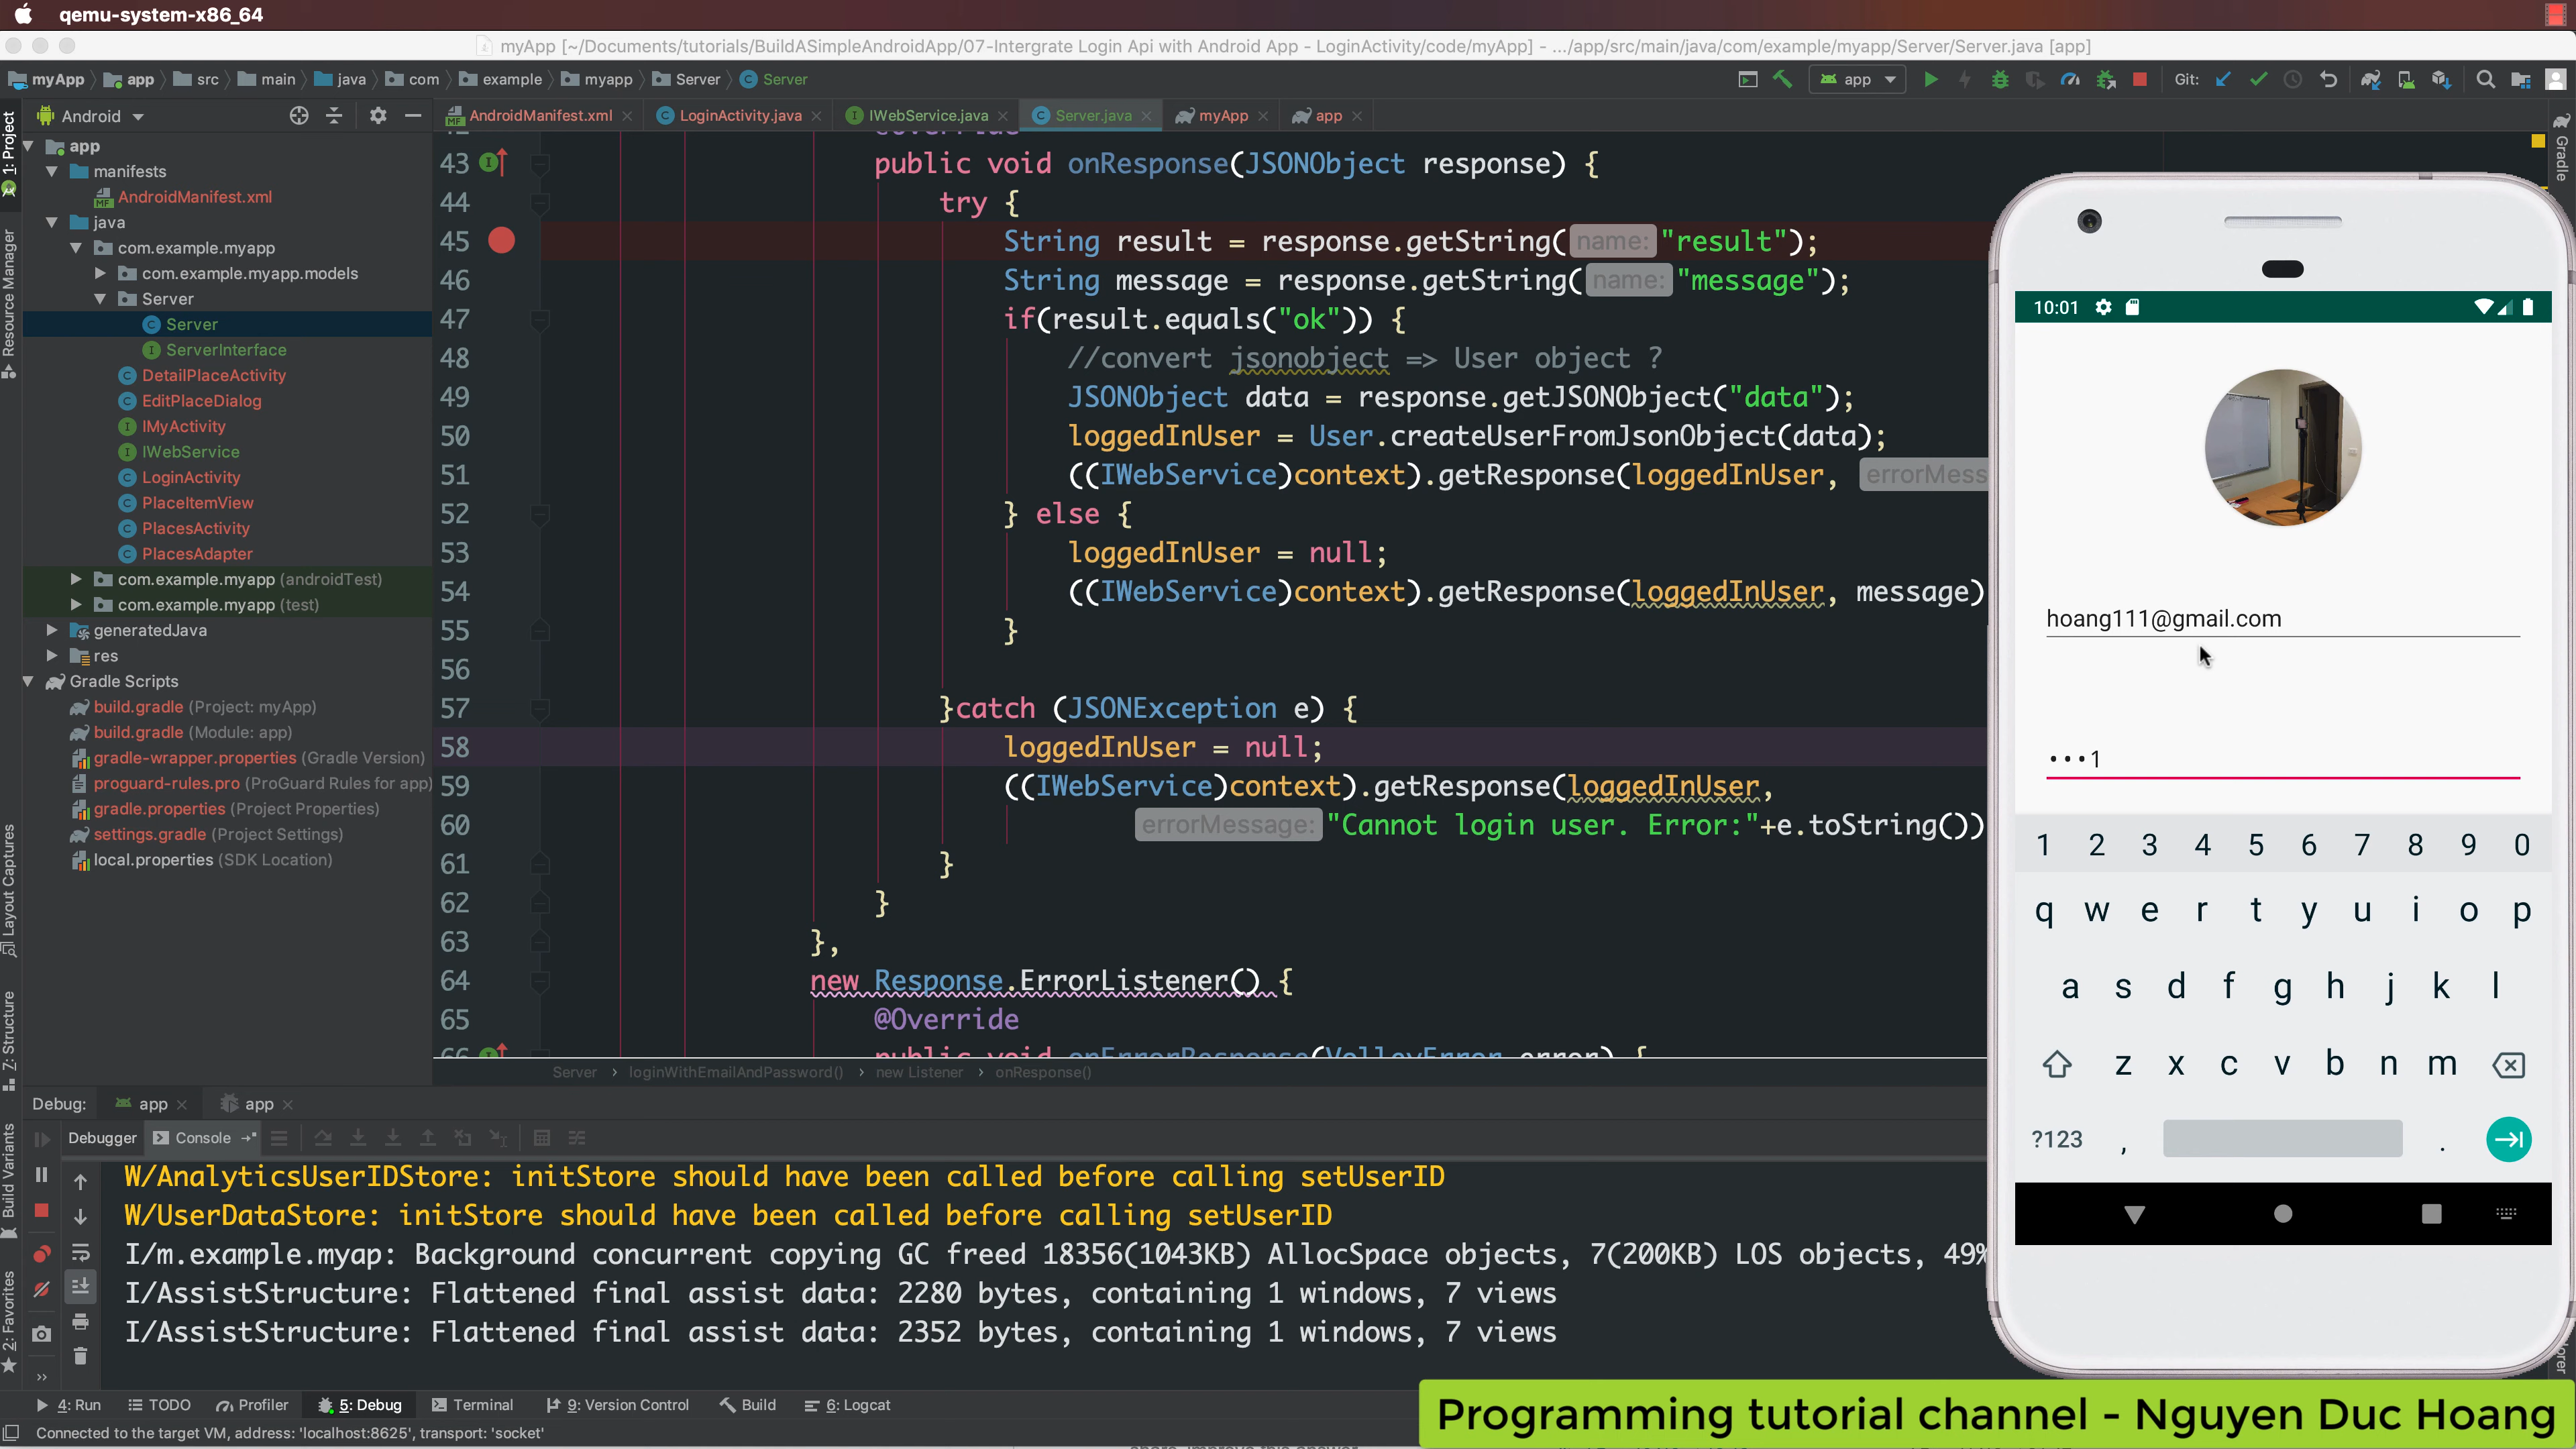 qemu-system-x86_64
myApp [~/Documents/tutorials/BuildASimpleAndroidApp/07-Intergrate Login Api with Android App - LoginActivity/code/myApp] - .../app/src/main/java/com/example/myapp/Server/Server.java [app]
myApp app src main java com example myapp Server Server
app Git:
Android
AndroidManifest.xml LoginActivity.java IWebService.java Server.java myApp app
1: Project
Resource Manager
Layout Captures
Z: Structure
Build Variants
2: Favorites
Gradle
app
manifests
AndroidManifest.xml
java
com.example.myapp
com.example.myapp.models
Server
Server
ServerInterface
DetailPlaceActivity
EditPlaceDialog
IMyActivity
IWebService
LoginActivity
PlaceItemView
PlacesActivity
PlacesAdapter
com.example.myapp (androidTest)
com.example.myapp (test)
generatedJava
res
Gradle Scripts
build.gradle (Project: myApp)
build.gradle (Module: app)
gradle-wrapper.properties (Gradle Version)
proguard-rules.pro (ProGuard Rules for app)
gradle.properties (Project Properties)
settings.gradle (Project Settings)
local.properties (SDK Location)
43 public void onResponse(JSONObject response) {
44 try {
45 String result = response.getString( name: "result");
46 String message = response.getString( name: "message");
47 if(result.equals("ok")) {
48 //convert jsonobject => User object ?
49 JSONObject data = response.getJSONObject("data");
50 loggedInUser = User.createUserFromJsonObject(data);
51 ((IWebService)context).getResponse(loggedInUser, errorMess
52 } else {
53 loggedInUser = null;
54 ((IWebService)context).getResponse(loggedInUser, message)
55 }
56
57 }catch (JSONException e) {
58 loggedInUser = null;
59 ((IWebService)context).getResponse(loggedInUser,
60 errorMessage: "Cannot login user. Error:"+e.toString())
61 }
62 }
63 },
64 new Response.ErrorListener() {
65 @Override
66 public void onErrorResponse(VolleyError error) {
Server › loginWithEmailAndPassword() › new Listener › onResponse()
Debug: app app
Debugger Console
W/AnalyticsUserIDStore: initStore should have been called before calling setUserID
W/UserDataStore: initStore should have been called before calling setUserID
I/m.example.myap: Background concurrent copying GC freed 18356(1043KB) AllocSpace objects, 7(200KB) LOS objects, 49%
I/AssistStructure: Flattened final assist data: 2280 bytes, containing 1 windows, 7 views
I/AssistStructure: Flattened final assist data: 2352 bytes, containing 1 windows, 7 views
4: Run TODO Profiler 5: Debug Terminal 9: Version Control Build 6: Logcat
Connected to the target VM, address: 'localhost:8625', transport: 'socket'
10:01
hoang111@gmail.com
•••1
1 2 3 4 5 6 7 8 9 0
q w e r t y u i o p
a s d f g h j k l
z x c v b n m
?123 , .
Programming tutorial channel - Nguyen Duc Hoang